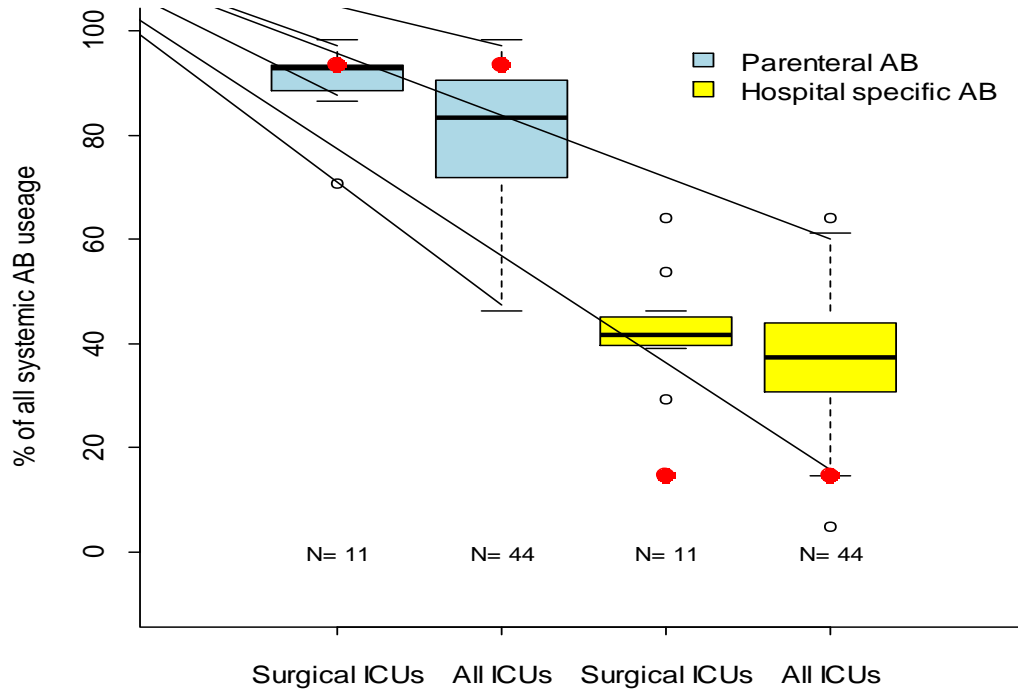 % of all systemic AB useage
100
80
60
40
20
0
Parenteral AB
Hospital specific AB
N= 11 N= 44 N= 11 N= 44
Surgical ICUs All ICUs Surgical ICUs All ICUs